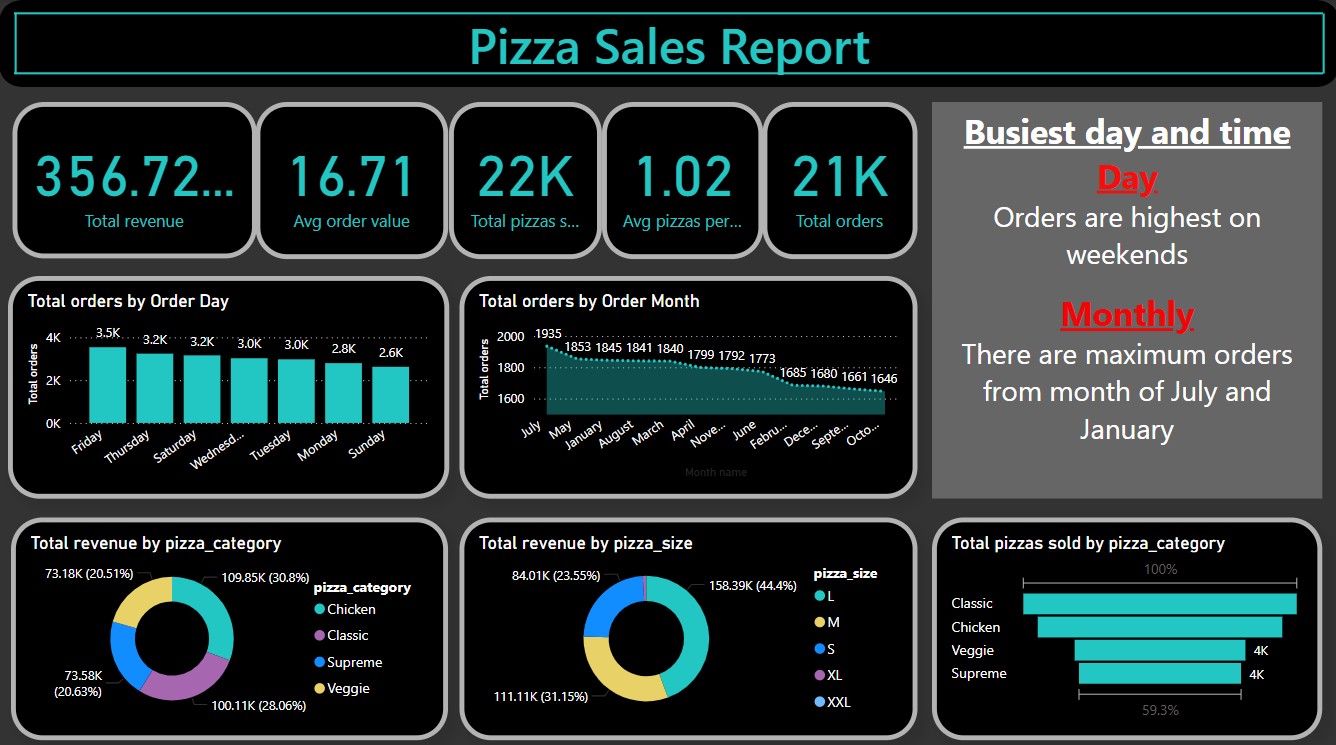 Pizza Sales Report
356.72...
Total revenue
16.71
Avg order value
22K
Total pizzas s...
1.02
Avg pizzas per...
21K
Total orders
Busiest day and time
Day
Orders are highest on
weekends
Monthly
There are maximum orders
from month of July and
January
Total orders by Order Day
Total orders
4K
2K
0K
3.5K
3.2K
3.2K
3.0K
3.0K
2.8K
2.6K
Friday
Thursday
Saturday
Wednesd...
Tuesday
Monday
Sunday
Total orders by Order Month
Total orders
2000
1800
1600
1935
1853
1845
1841
1840
1799
1792
1773
1685
1680
1661
1646
July
May
January
August
March
April
Nove...
June
Febru...
Dece...
Septe...
Octo...
Month name
Total revenue by pizza_category
73.18K (20.51%)
109.85K (30.8%)
73.58K
(20.63%)
100.11K (28.06%)
pizza_category
Chicken
Classic
Supreme
Veggie
Total revenue by pizza_size
84.01K (23.55%)
158.39K (44.4%)
111.11K (31.15%)
pizza_size
L
M
S
XL
XXL
Total pizzas sold by pizza_category
100%
Classic
Chicken
Veggie
4K
Supreme
4K
59.3%